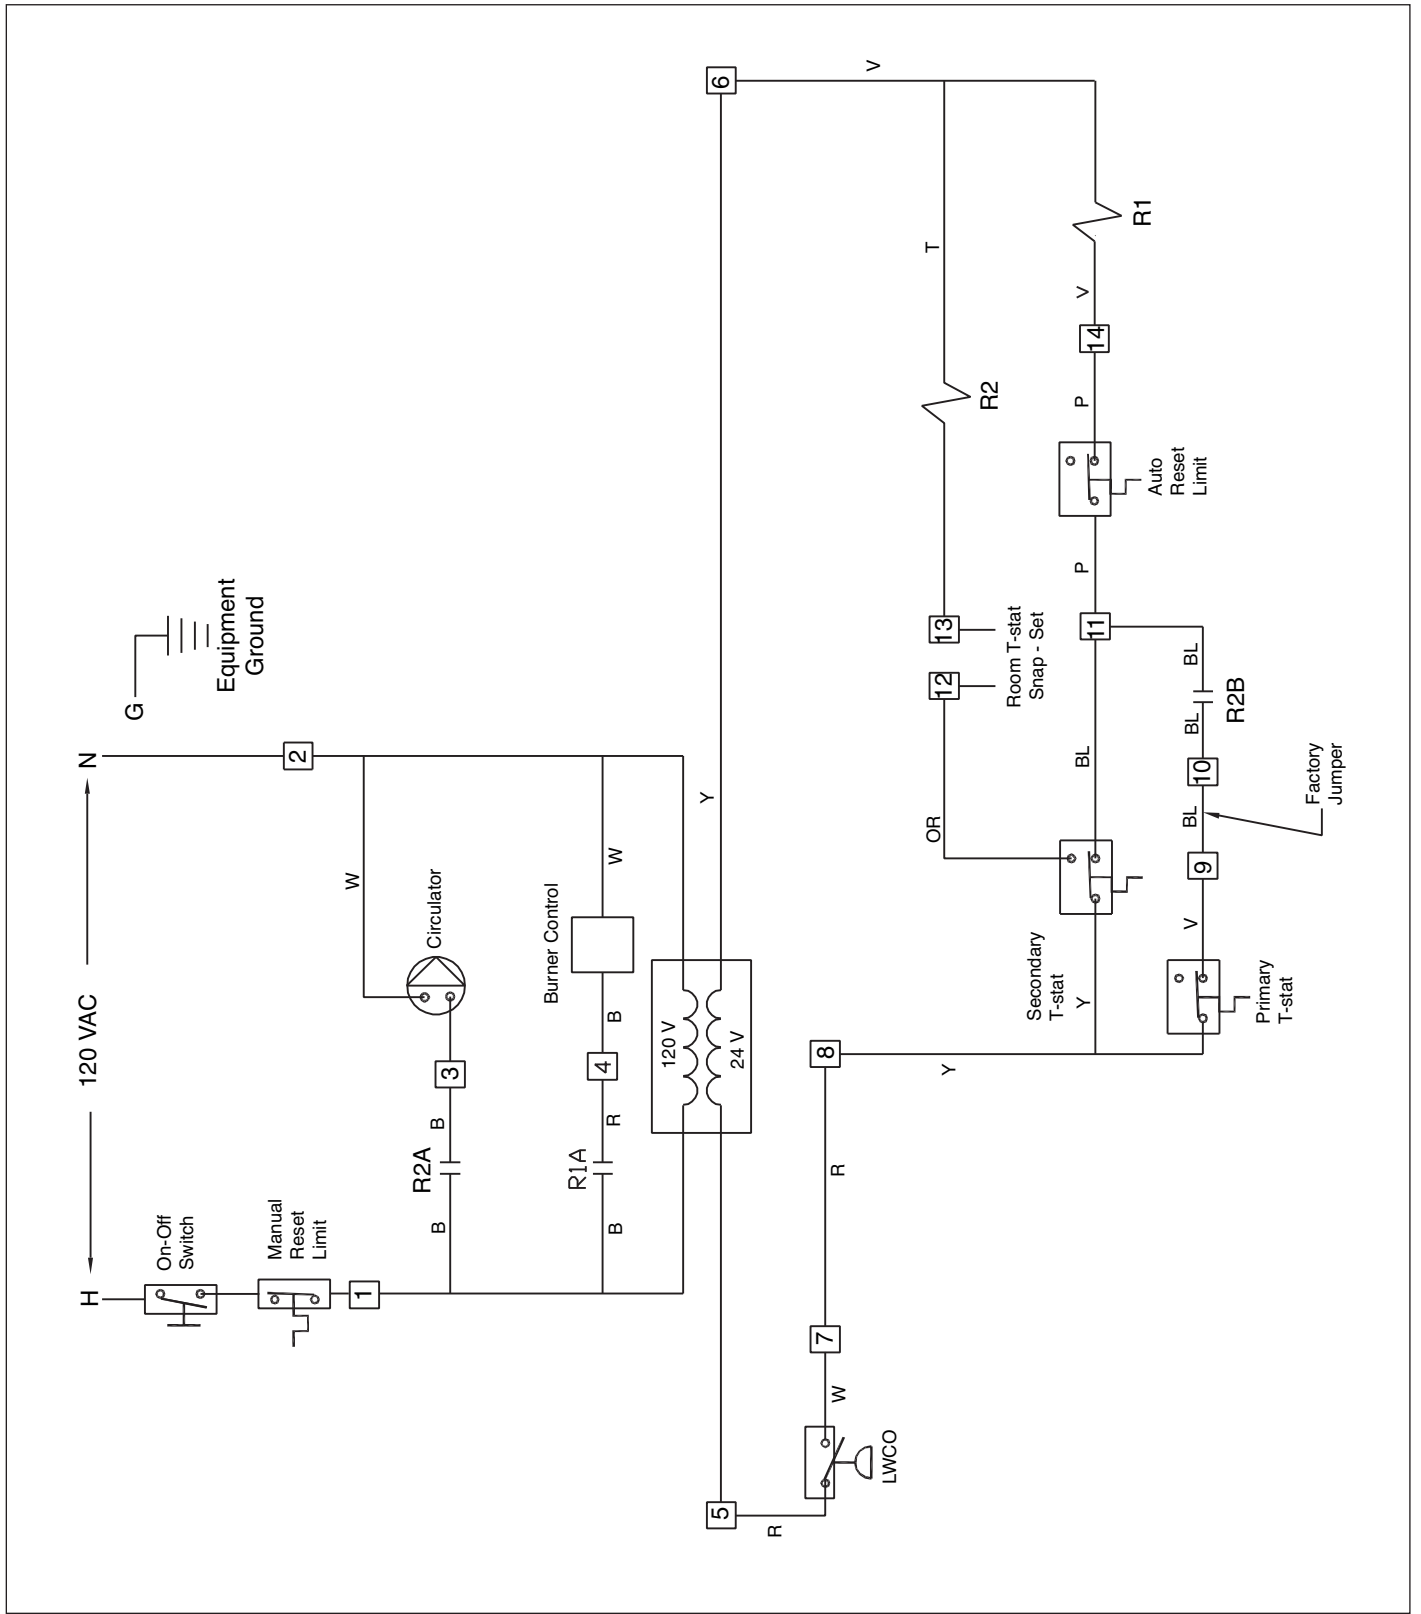 H
120 VAC
N
G
Equipment
Ground
On-Off
Switch
Manual
Reset
Limit
1
2
B
R2A
B
3
Circulator
W
B
R1A
R
4
B
Burner Control
W
120 V
24 V
5
Y
6
R
LWCO
W
7
R
8
V
Y
OR
12
13
Room T-stat
Snap - Set
R2
T
Secondary
T-stat
Y
BL
11
P
Auto
Reset
Limit
P
14
V
R1
Primary
T-stat
V
9
BL
10
BL
R2B
BL
Factory
Jumper